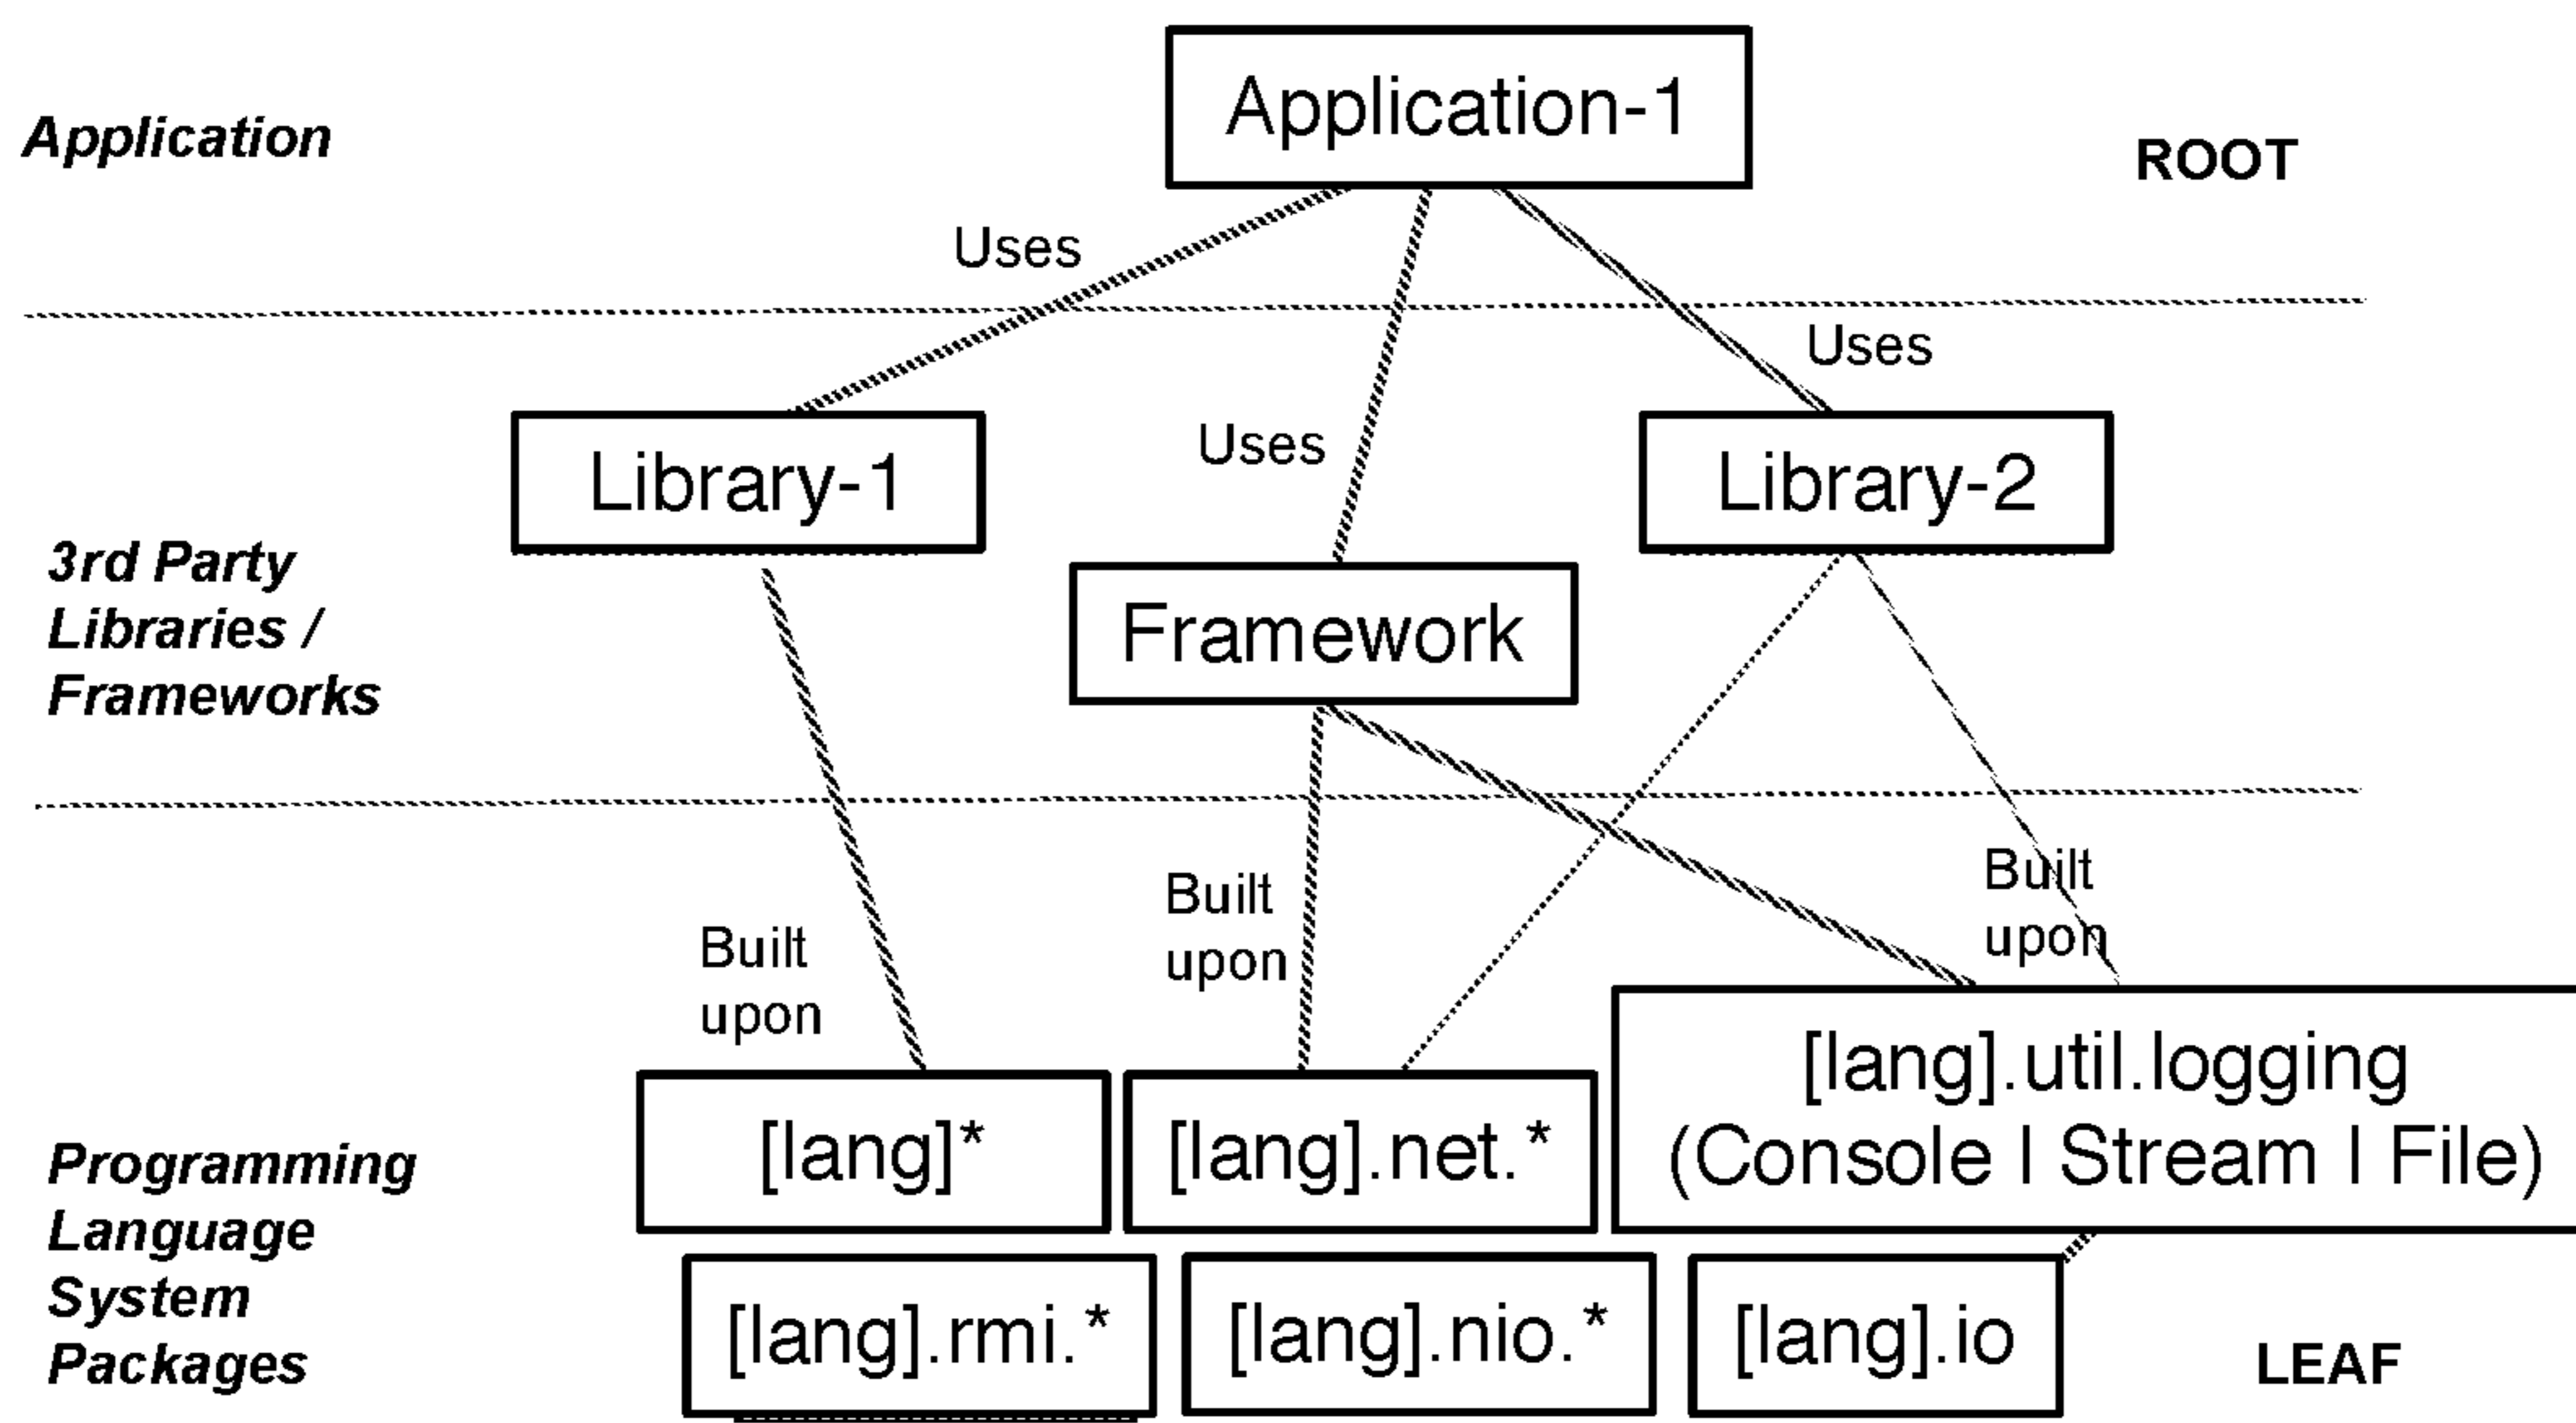 Application-1
Application
ROOT
Uses
Uses
Uses
Library-1
Library-2
3rd Party
Libraries /
Frameworks
Framework
Built
upon
Built
upon
Built
upon
[lang]*
[lang].net.*
[lang].util.logging
(Console | Stream | File)
Programming
Language
System
Packages
[lang].rmi.*
[lang].nio.*
[lang].io
LEAF